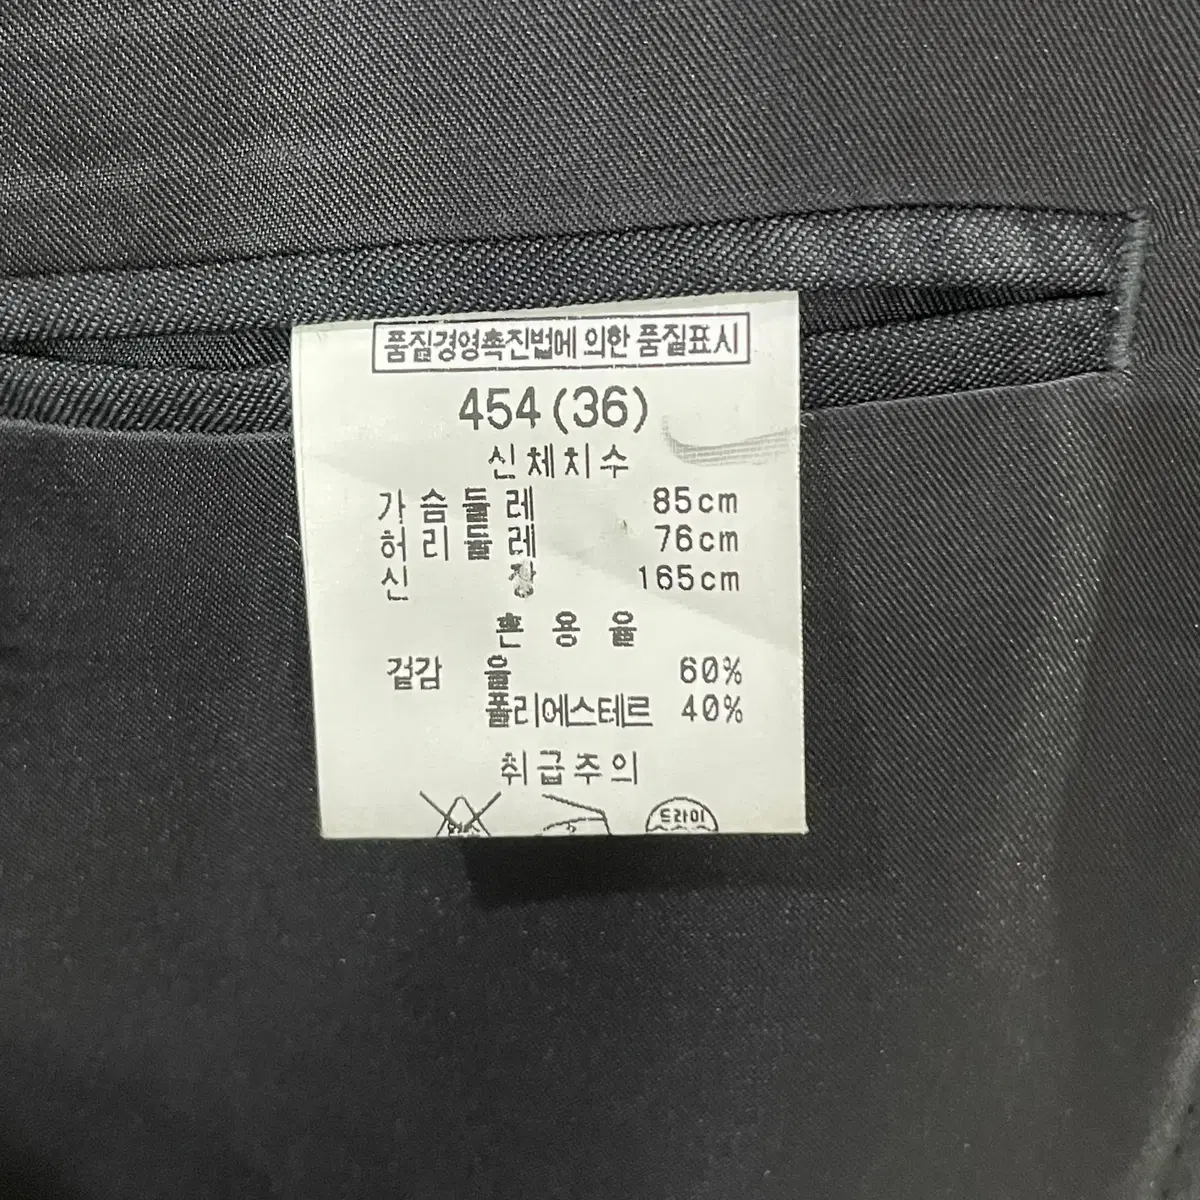 품질경영촉진법에 의한 품질표시
454(36)
신체치수
가슴둘레 85cm
허리둘레 76cm
신장 165cm
혼용율
겉감 울 60%
폴리에스테르 40%
취급주의
드라이